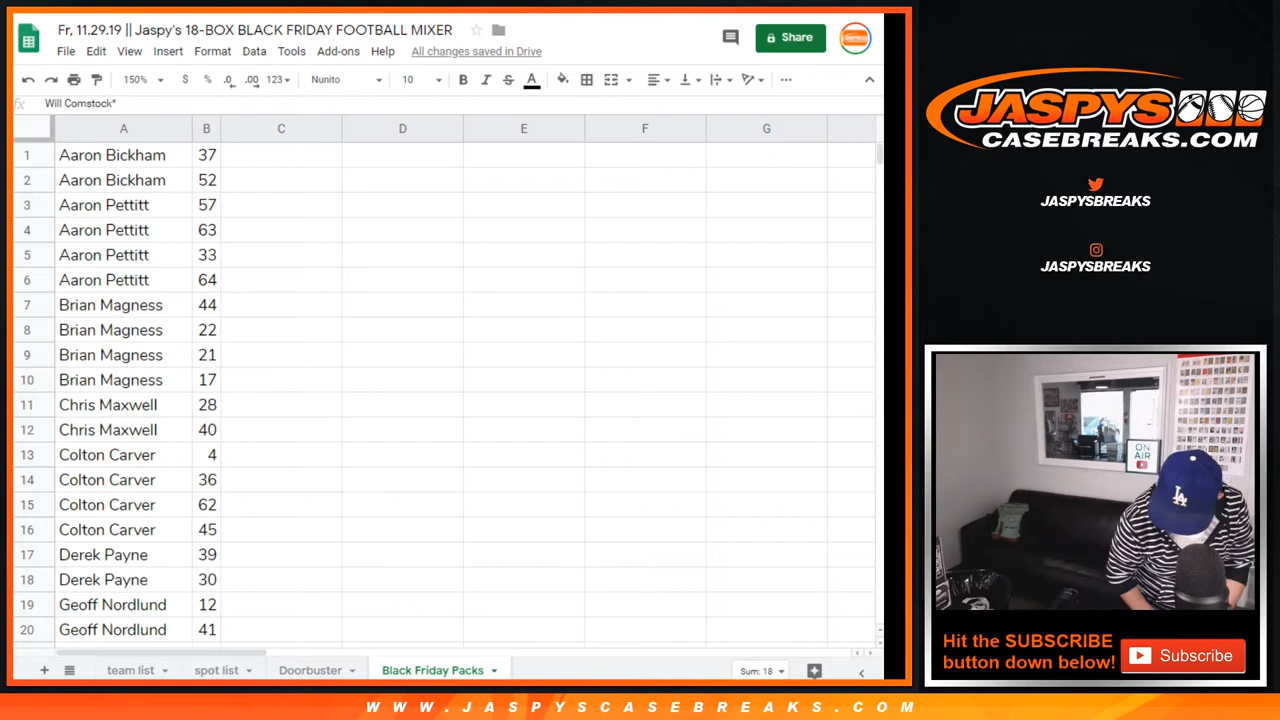 Fr, 11.29.19 || Jaspy's 18-BOX BLACK FRIDAY FOOTBALL MIXER
File Edit View Insert Format Data Tools Add-ons Help All changes saved in Drive
Share
150% $ % .0 .00 123 Nunito 10 B I S A
fx Will Comstock*
A B C D E F G
1 Aaron Bickham 37
2 Aaron Bickham 52
3 Aaron Pettitt 57
4 Aaron Pettitt 63
5 Aaron Pettitt 33
6 Aaron Pettitt 64
7 Brian Magness 44
8 Brian Magness 22
9 Brian Magness 21
10 Brian Magness 17
11 Chris Maxwell 28
12 Chris Maxwell 40
13 Colton Carver 4
14 Colton Carver 36
15 Colton Carver 62
16 Colton Carver 45
17 Derek Payne 39
18 Derek Payne 30
19 Geoff Nordlund 12
20 Geoff Nordlund 41
team list spot list Doorbuster Black Friday Packs Sum: 18
JASPYS
CASEBREAKS.COM
JASPYSBREAKS
JASPYSBREAKS
ON
AIR
LA
Hit the SUBSCRIBE
button down below!
Subscribe
WWW.JASPYSCASEBREAKS.COM